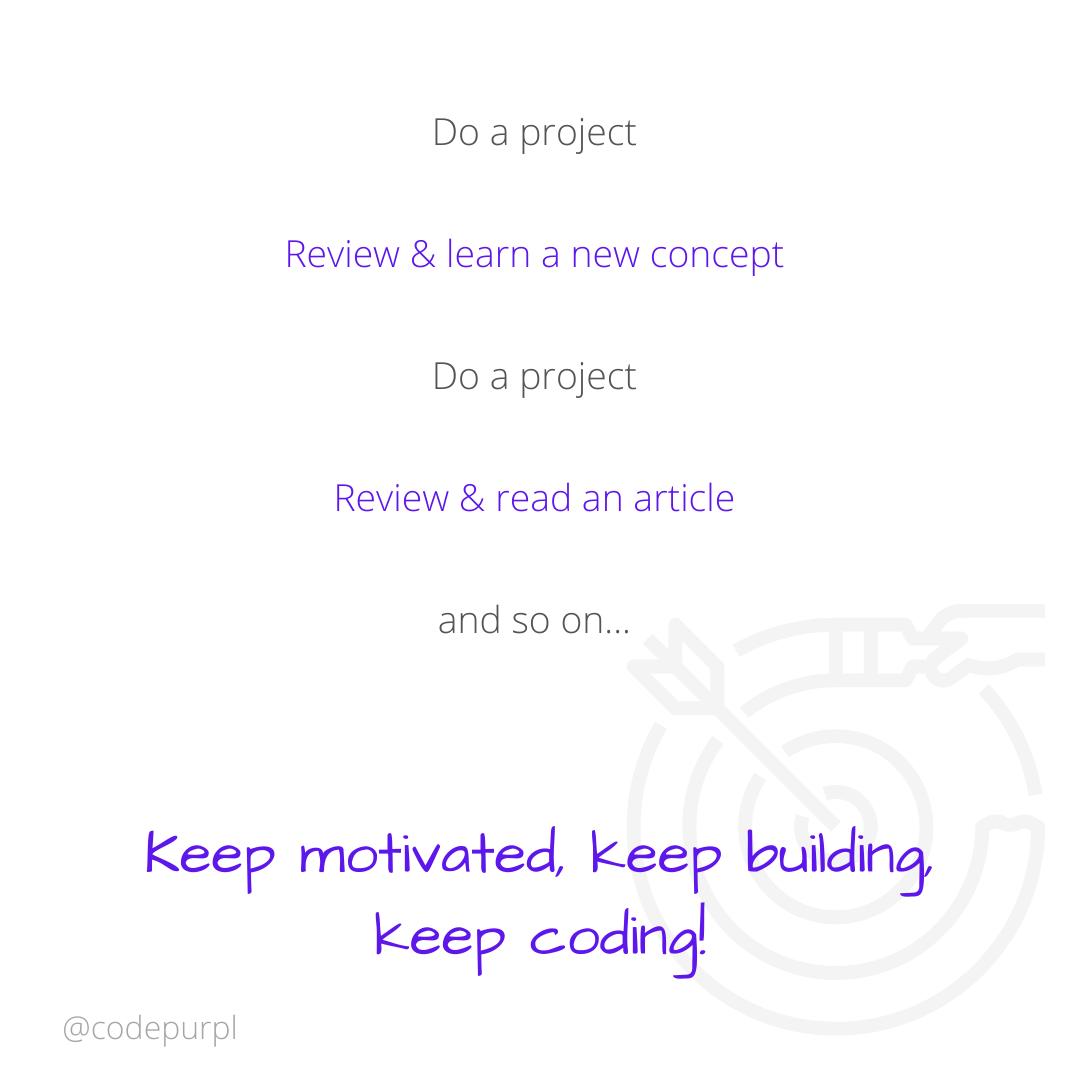 Do a project
Review & learn a new concept
Do a project
Review & read an article
and so on...
Keep motivated, keep building,
keep coding!
@codepurpl